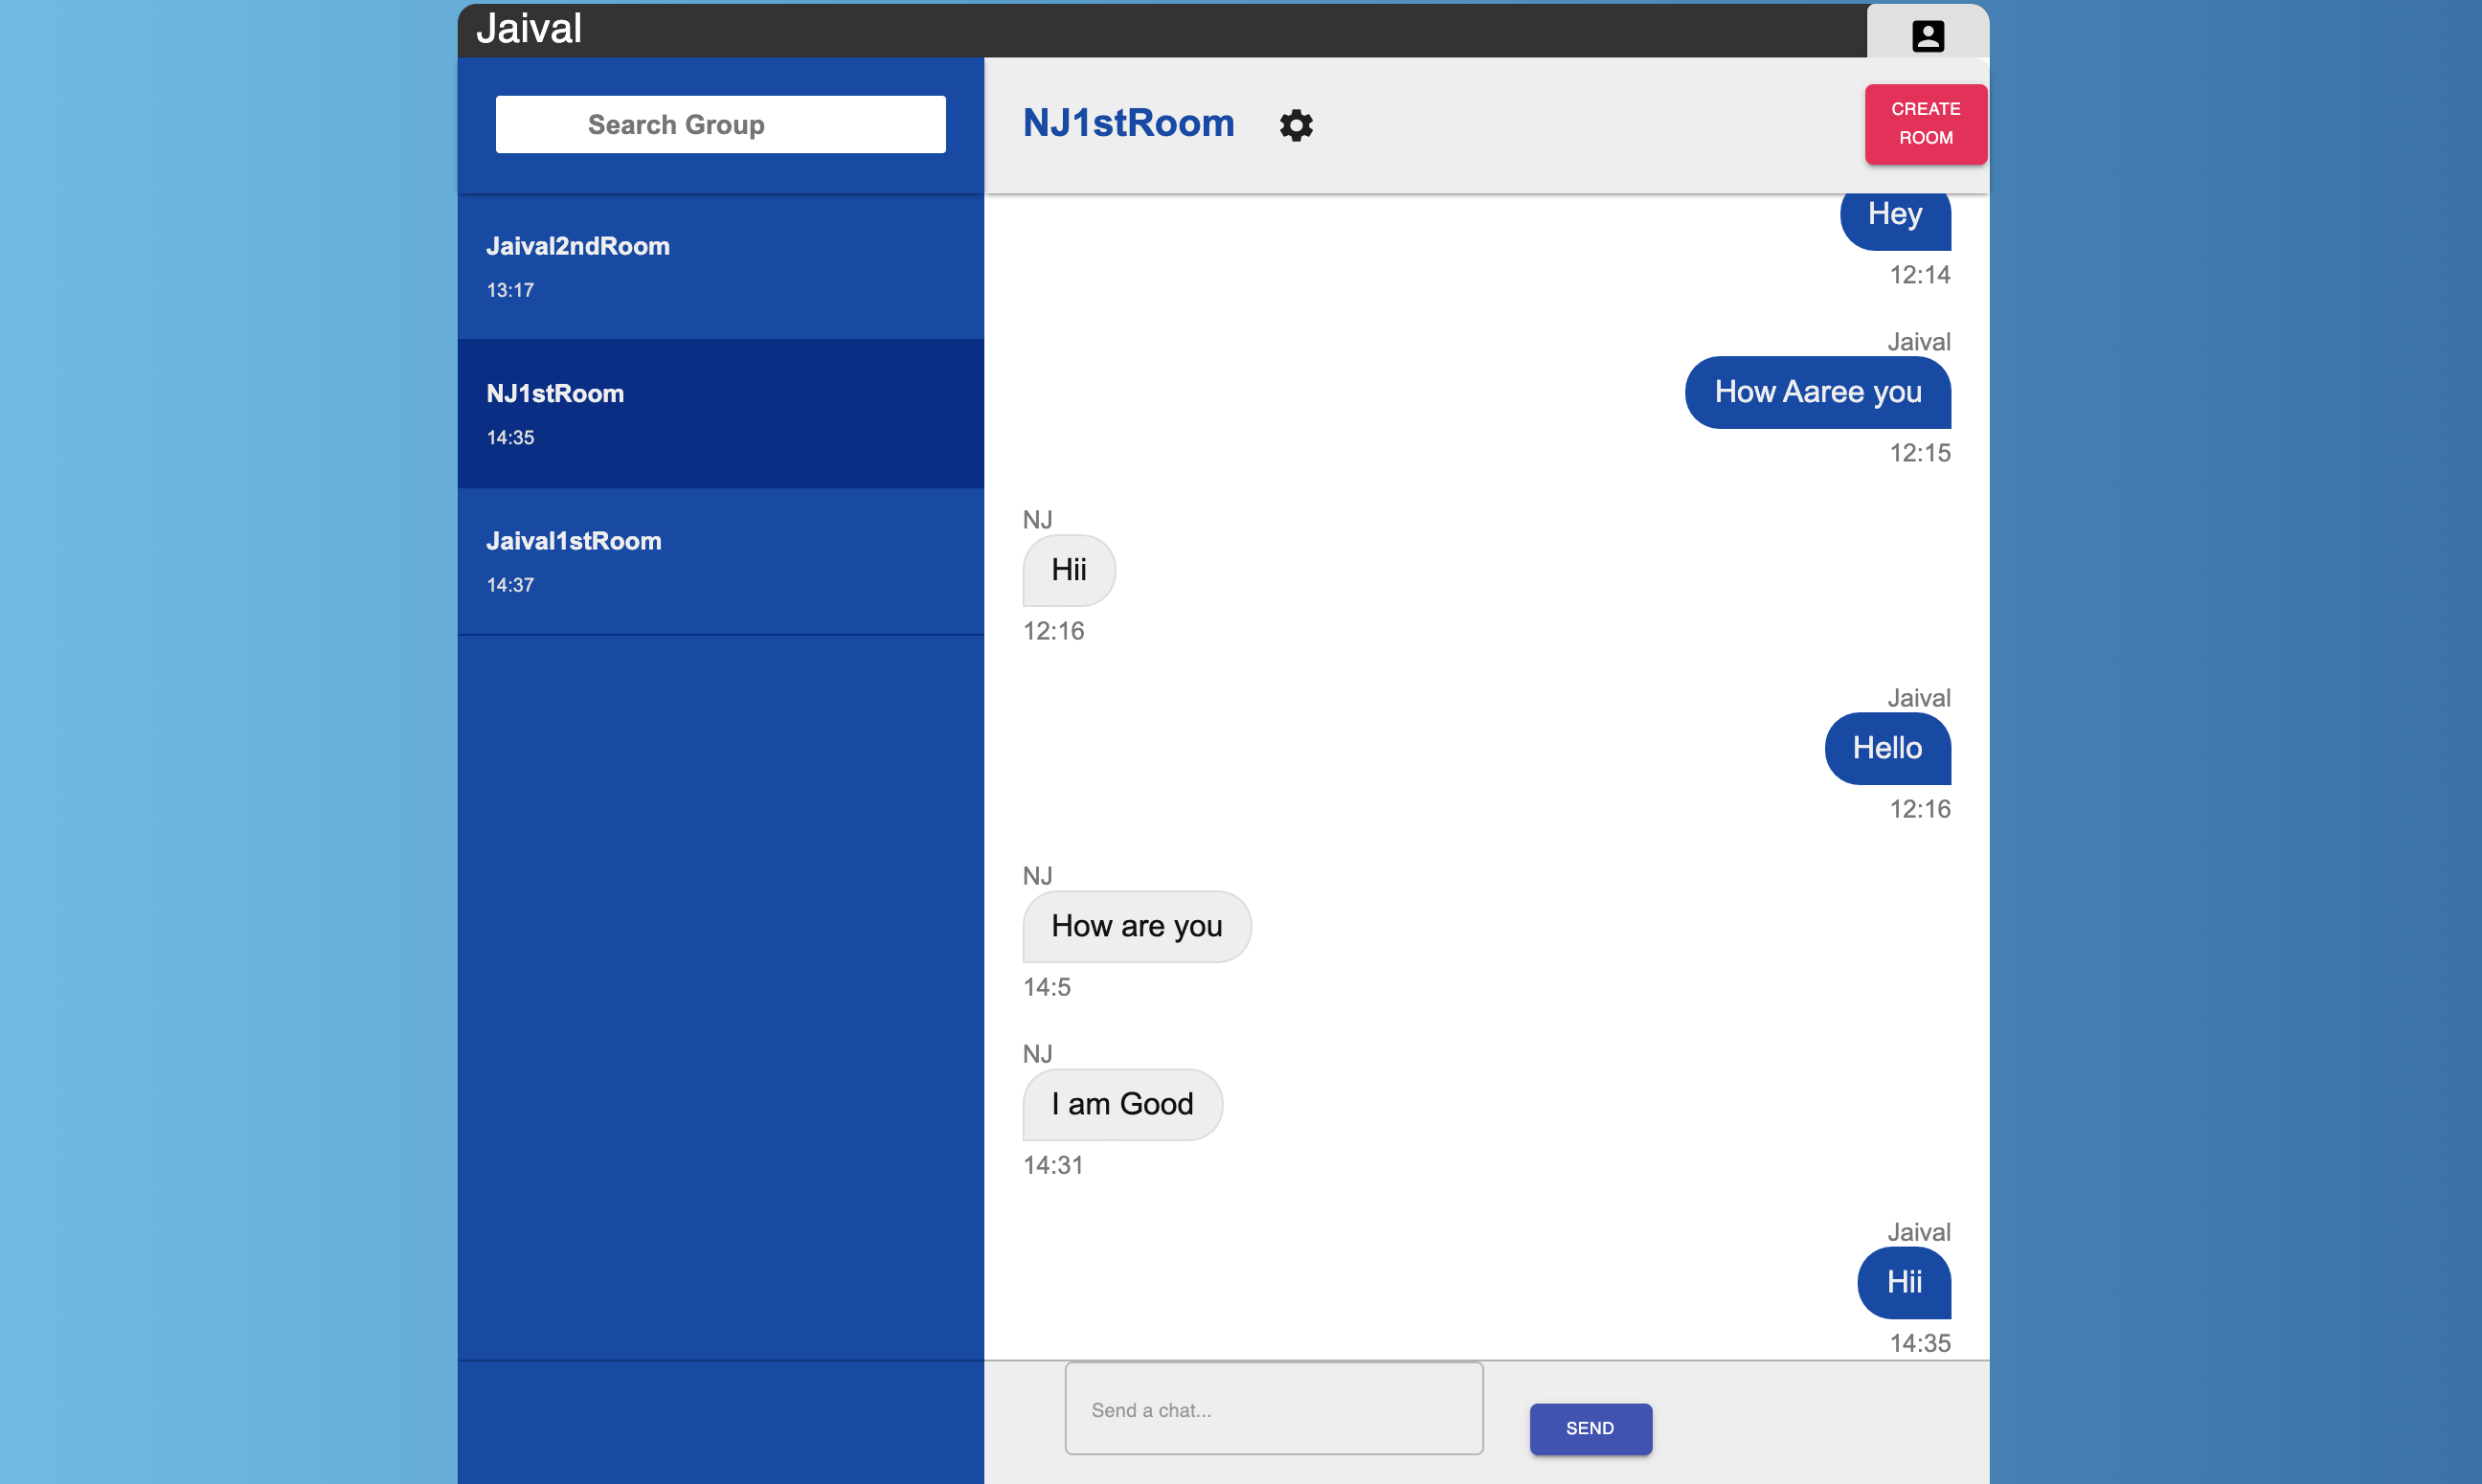 Jaival
Search Group
NJ1stRoom
CREATE
ROOM
Jaival2ndRoom
13:17
NJ1stRoom
14:35
Jaival1stRoom
14:37
Hey
12:14
Jaival
How Aaree you
12:15
NJ
Hii
12:16
Jaival
Hello
12:16
NJ
How are you
14:5
NJ
I am Good
14:31
Jaival
Hii
14:35
Send a chat...
SEND